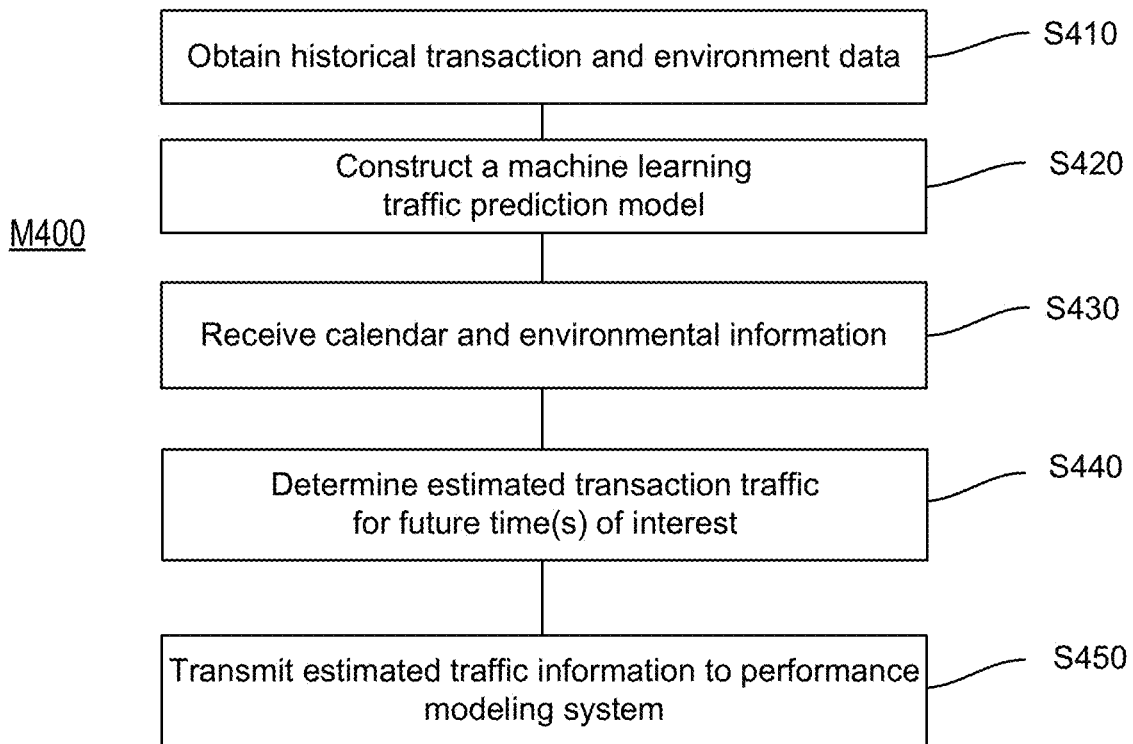 Obtain historical transaction and environment data
S410
Construct a machine learning
traffic prediction model
S420
M400
Receive calendar and environmental information
S430
Determine estimated transaction traffic
for future time(s) of interest
S440
Transmit estimated traffic information to performance
modeling system
S450